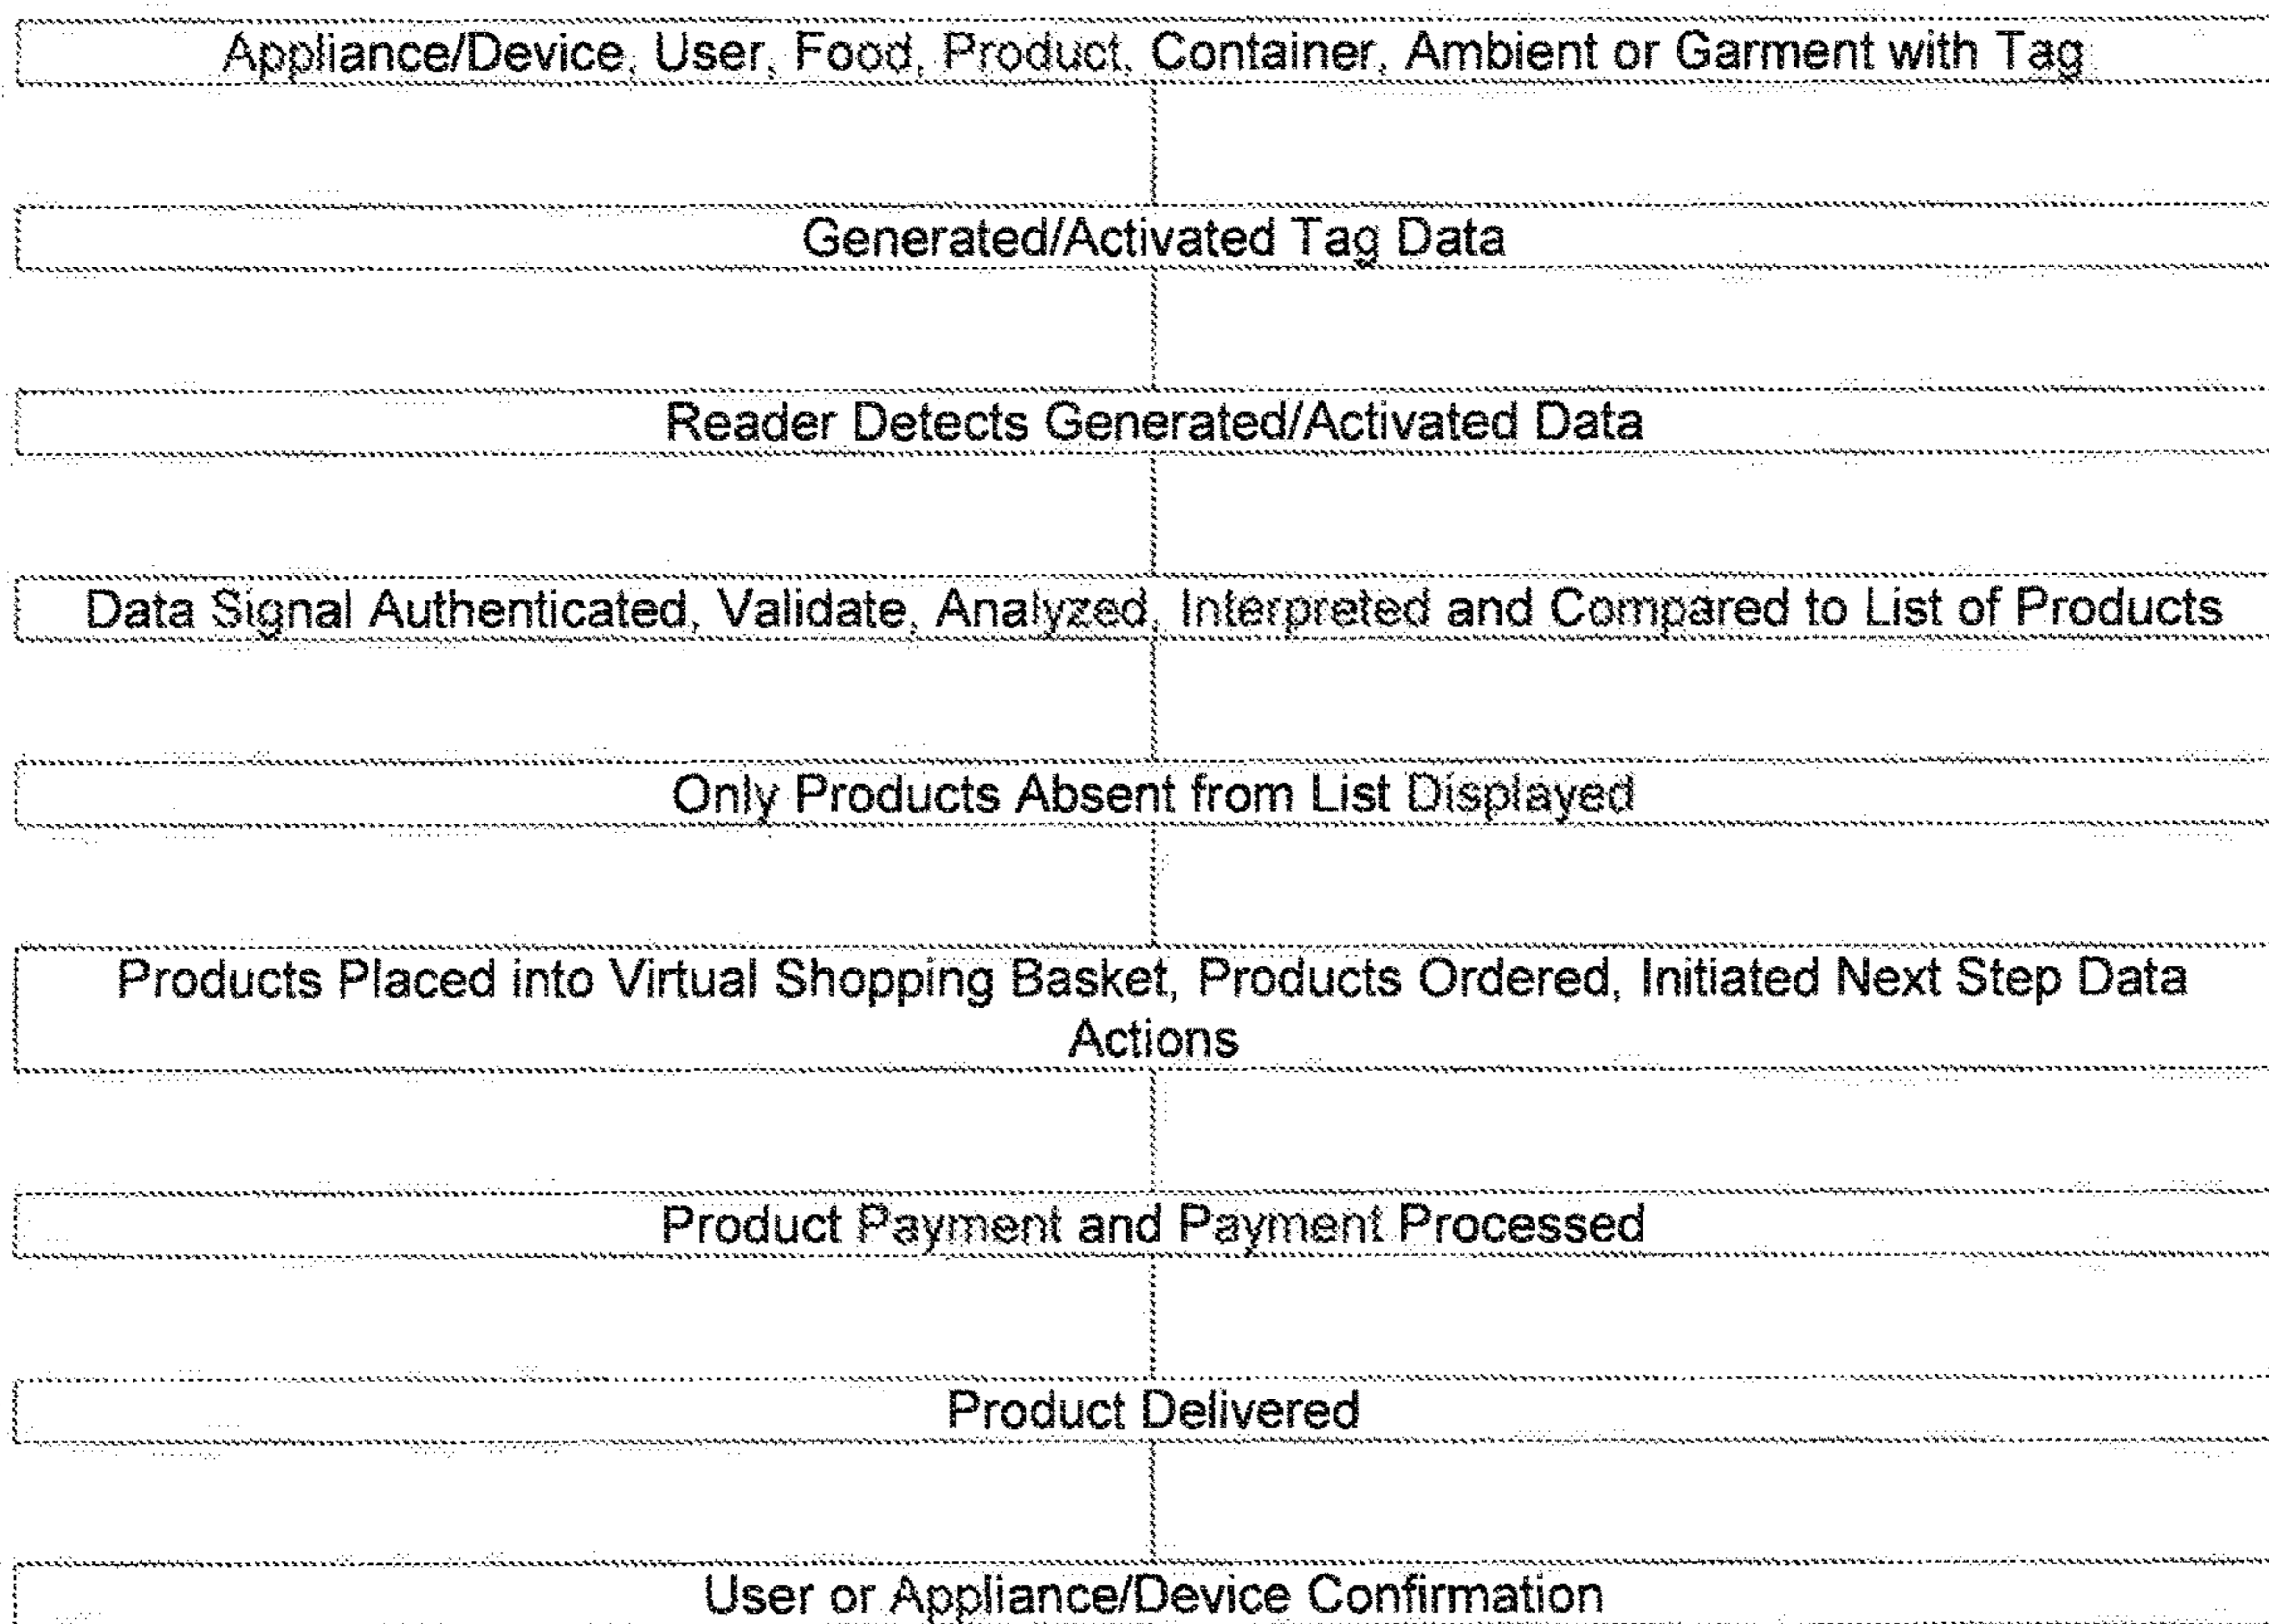 Appliance/Device, User, Food, Product, Container, Ambient or Garment with Tag
Generated/Activated Tag Data
Reader Detects Generated/Activated Data
Data Signal Authenticated, Validate, Analyzed, Interpreted and Compared to List of Products
Only Products Absent from List Displayed
Products Placed into Virtual Shopping Basket, Products Ordered, Initiated Next Step Data
Actions
Product Payment and Payment Processed
Product Delivered
User or Appliance/Device Confirmation